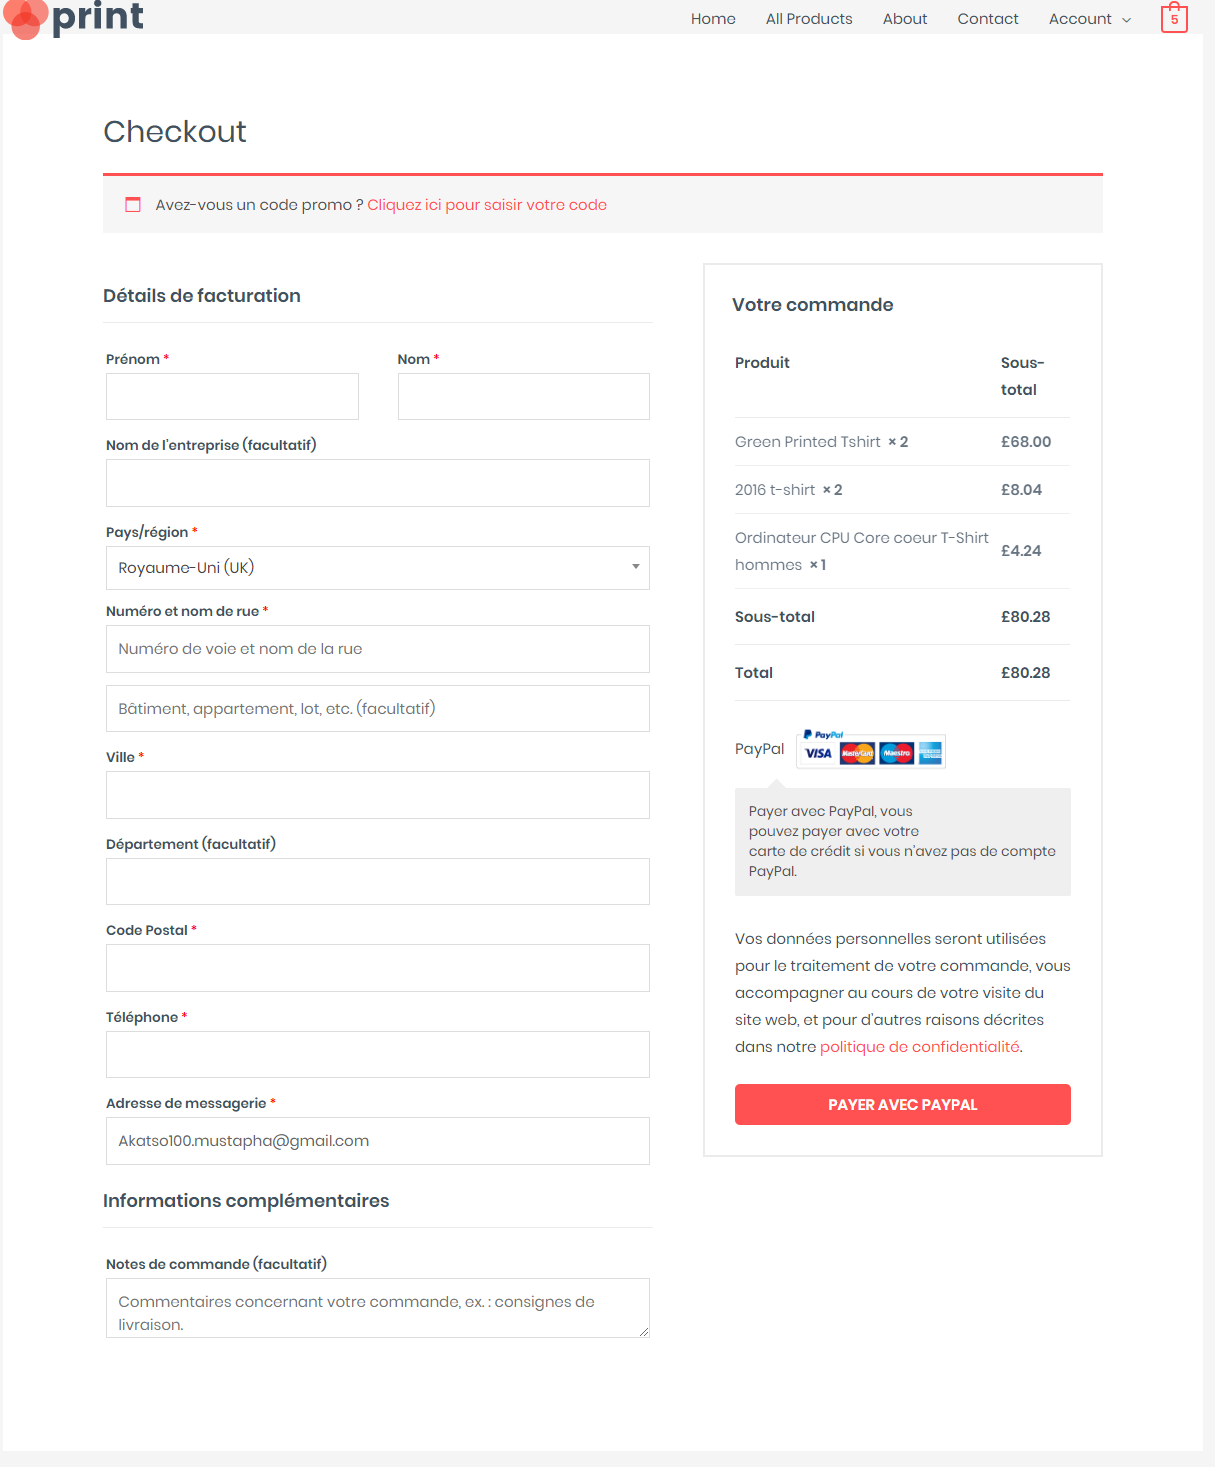 print
Home
All Products
About
Contact
Account
5
Checkout
Avez-vous un code promo ? Cliquez ici pour saisir votre code
Détails de facturation
Prénom *
Nom *
Nom de l’entreprise (facultatif)
Pays/région *
Royaume-Uni (UK)
Numéro et nom de rue *
Numéro de voie et nom de la rue
Bâtiment, appartement, lot, etc. (facultatif)
Ville *
Département (facultatif)
Code Postal *
Téléphone *
Adresse de messagerie *
Akatso100.mustapha@gmail.com
Informations complémentaires
Notes de commande (facultatif)
Commentaires concernant votre commande, ex. : consignes de
livraison.
Votre commande
Produit
Sous-
total
Green Printed Tshirt × 2
£68.00
2016 t-shirt × 2
£8.04
Ordinateur CPU Core coeur T-Shirt
hommes × 1
£4.24
Sous-total
£80.28
Total
£80.28
PayPal
PayPal
VISA
MasterCard
Maestro
Payer avec PayPal, vous
pouvez payer avec votre
carte de crédit si vous n'avez pas de compte
PayPal.
Vos données personnelles seront utilisées
pour le traitement de votre commande, vous
accompagner au cours de votre visite du
site web, et pour d’autres raisons décrites
dans notre politique de confidentialité.
PAYER AVEC PAYPAL